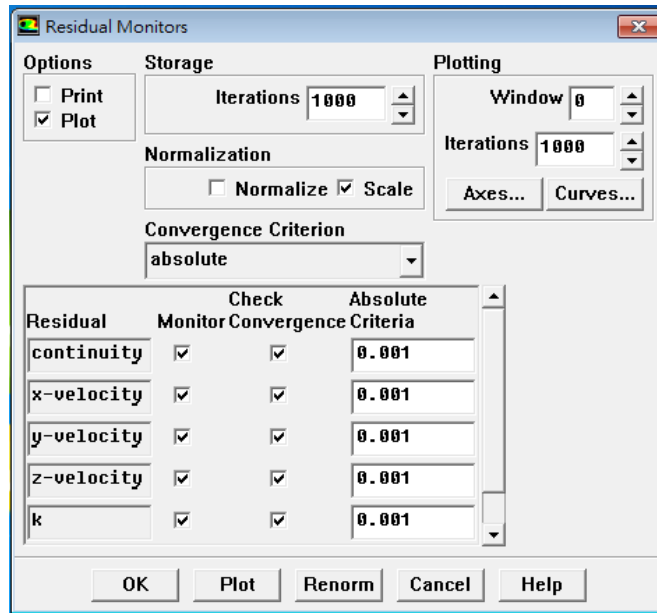 Residual Monitors
Options
Print
Plot
Storage
Iterations 1000
Normalization
Normalize Scale
Convergence Criterion
absolute
Plotting
Window 0
Iterations 1000
Axes... Curves...
Residual Monitor Check Convergence Absolute Criteria
continuity 0.001
x-velocity 0.001
y-velocity 0.001
z-velocity 0.001
k 0.001
OK Plot Renorm Cancel Help